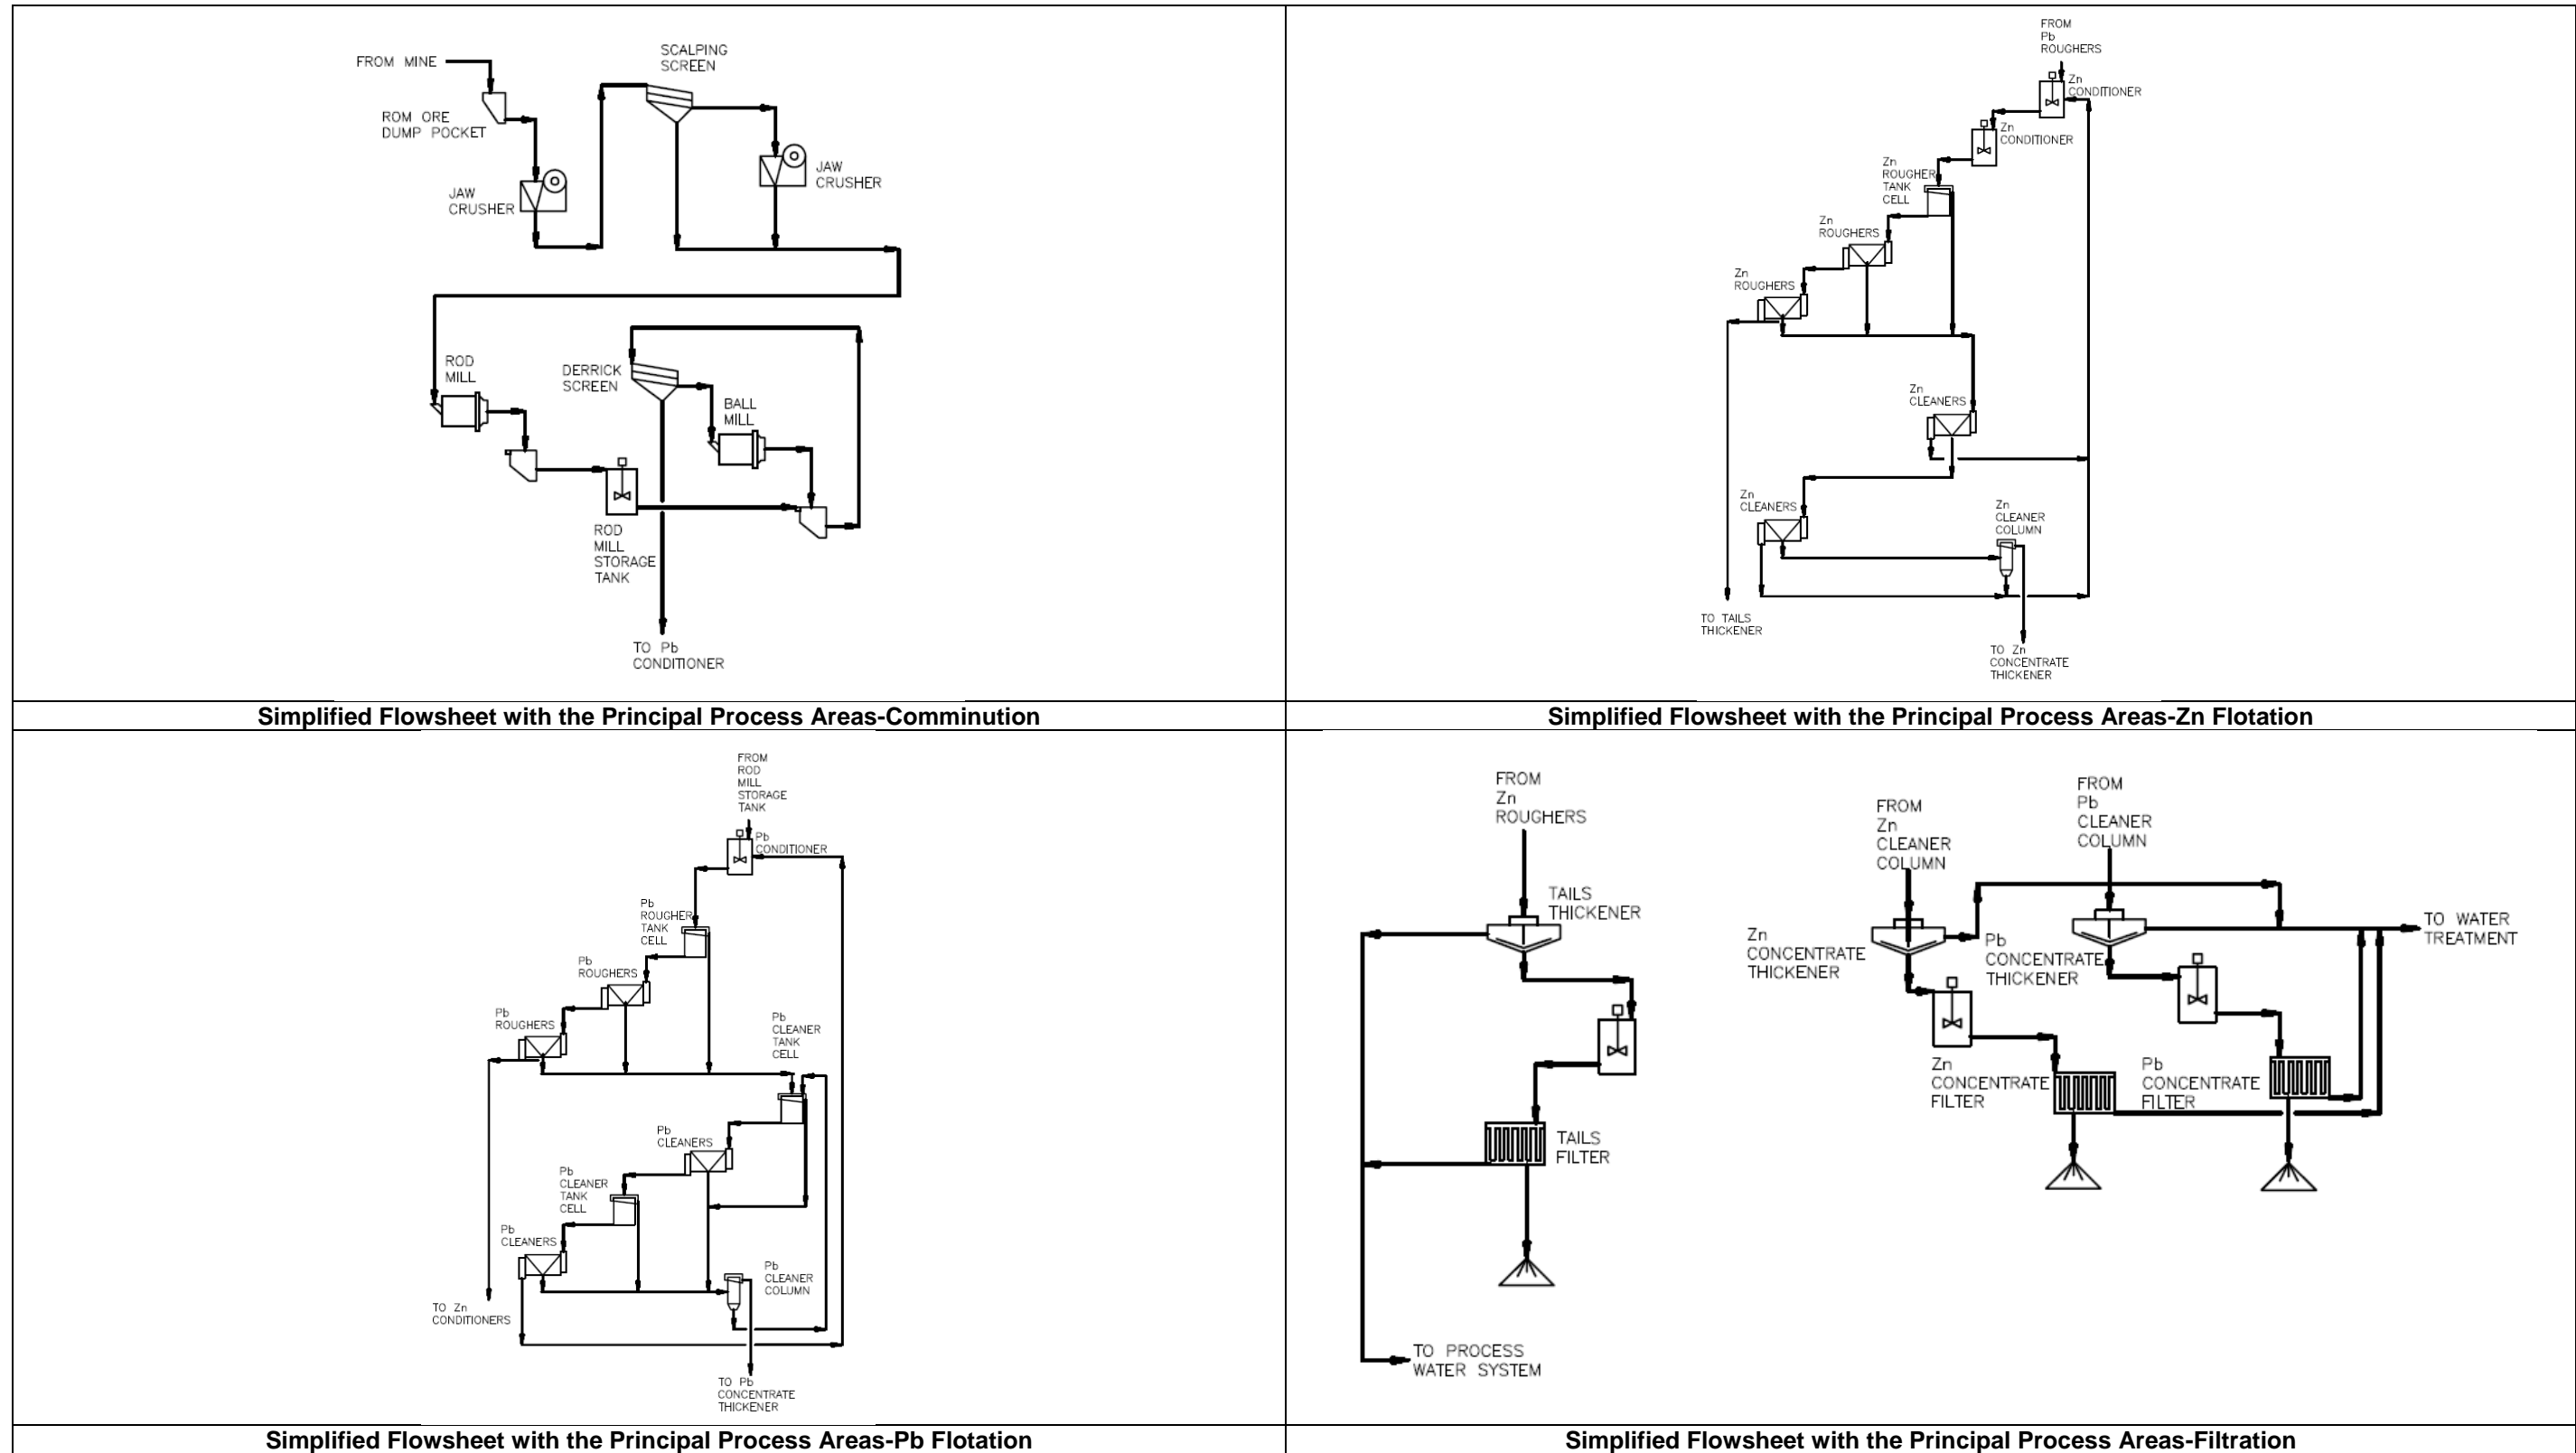 FROM MINE
SCALPING
SCREEN
ROM ORE
DUMP POCKET
JAW
CRUSHER
JAW
CRUSHER
ROD
MILL
DERRICK
SCREEN
BALL
MILL
ROD
MILL
STORAGE
TANK
TO Pb
CONDITIONER
Simplified Flowsheet with the Principal Process Areas-Comminution
FROM
Pb
ROUGHERS
Zn
CONDITIONER
Zn
CONDITIONER
Zn
ROUGHER
TANK
CELL
Zn
ROUGHERS
Zn
ROUGHERS
Zn
CLEANERS
Zn
CLEANERS
Zn
CLEANER
COLUMN
TO TAILS
THICKENER
TO Zn
CONCENTRATE
THICKENER
Simplified Flowsheet with the Principal Process Areas-Zn Flotation
FROM
ROD
MILL
STORAGE
TANK
Pb
CONDITIONER
Pb
ROUGHER
TANK
CELL
Pb
ROUGHERS
Pb
ROUGHERS
Pb
CLEANER
TANK
CELL
Pb
CLEANERS
Pb
CLEANER
TANK
CELL
Pb
CLEANERS
Pb
CLEANER
COLUMN
TO Zn
CONDITIONERS
TO Pb
CONCENTRATE
THICKENER
Simplified Flowsheet with the Principal Process Areas-Pb Flotation
FROM
Zn
ROUGHERS
TAILS
THICKENER
TAILS
FILTER
TO PROCESS
WATER SYSTEM
FROM
Zn
CLEANER
COLUMN
FROM
Pb
CLEANER
COLUMN
Zn
CONCENTRATE
THICKENER
Pb
CONCENTRATE
THICKENER
TO WATER
TREATMENT
Zn
CONCENTRATE
FILTER
Pb
CONCENTRATE
FILTER
Simplified Flowsheet with the Principal Process Areas-Filtration